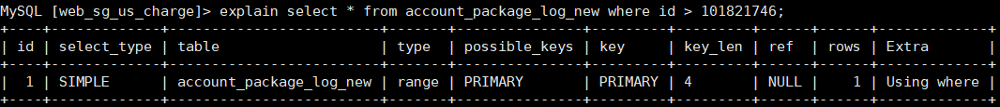 MySQL [web_sg_us_charge]> explain select * from account_package_log_new where id > 101821746;
+----+-------------+-------------------------+-------+---------------+---------+---------+------+------+-------------+
| id | select_type | table                   | type  | possible_keys | key     | key_len | ref  | rows | Extra       |
+----+-------------+-------------------------+-------+---------------+---------+---------+------+------+-------------+
|  1 | SIMPLE      | account_package_log_new | range | PRIMARY       | PRIMARY | 4       | NULL |    1 | Using where |
+----+-------------+-------------------------+-------+---------------+---------+---------+------+------+-------------+